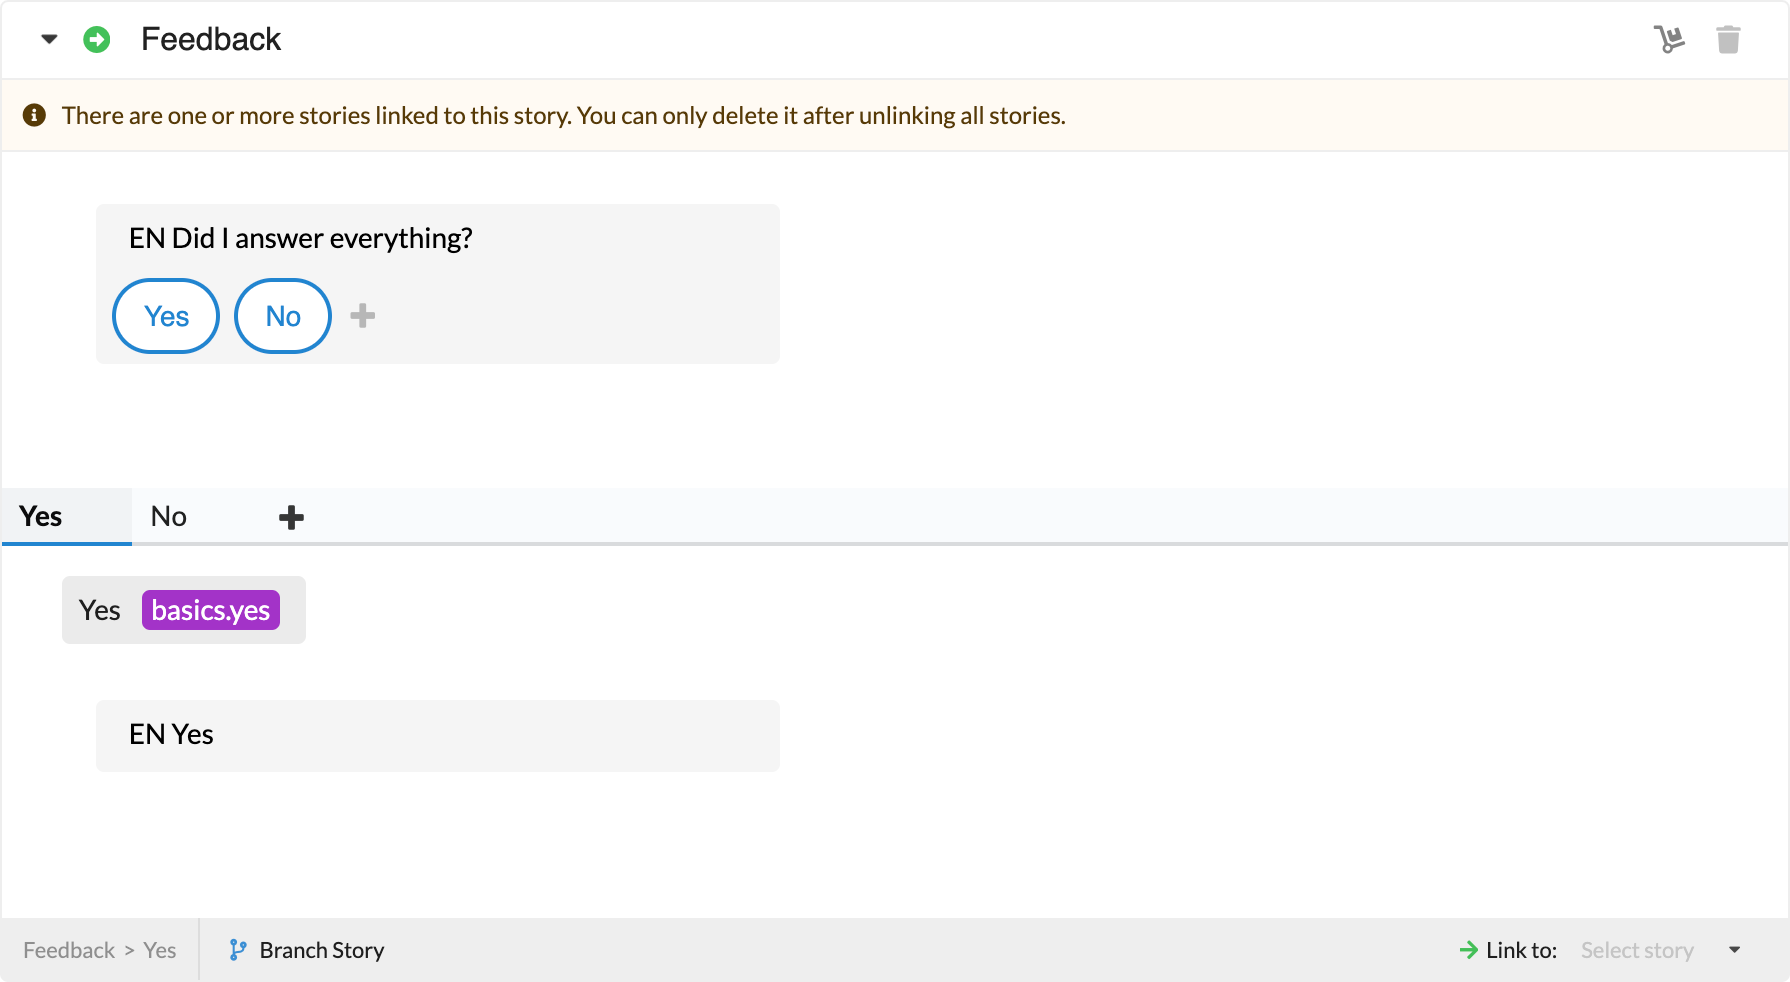 Feedback
There are one or more stories linked to this story. You can only delete it after unlinking all stories.
EN Did I answer everything?
Yes No
Yes No
Yes basics.yes
EN Yes
Feedback > Yes Branch Story Link to: Select story